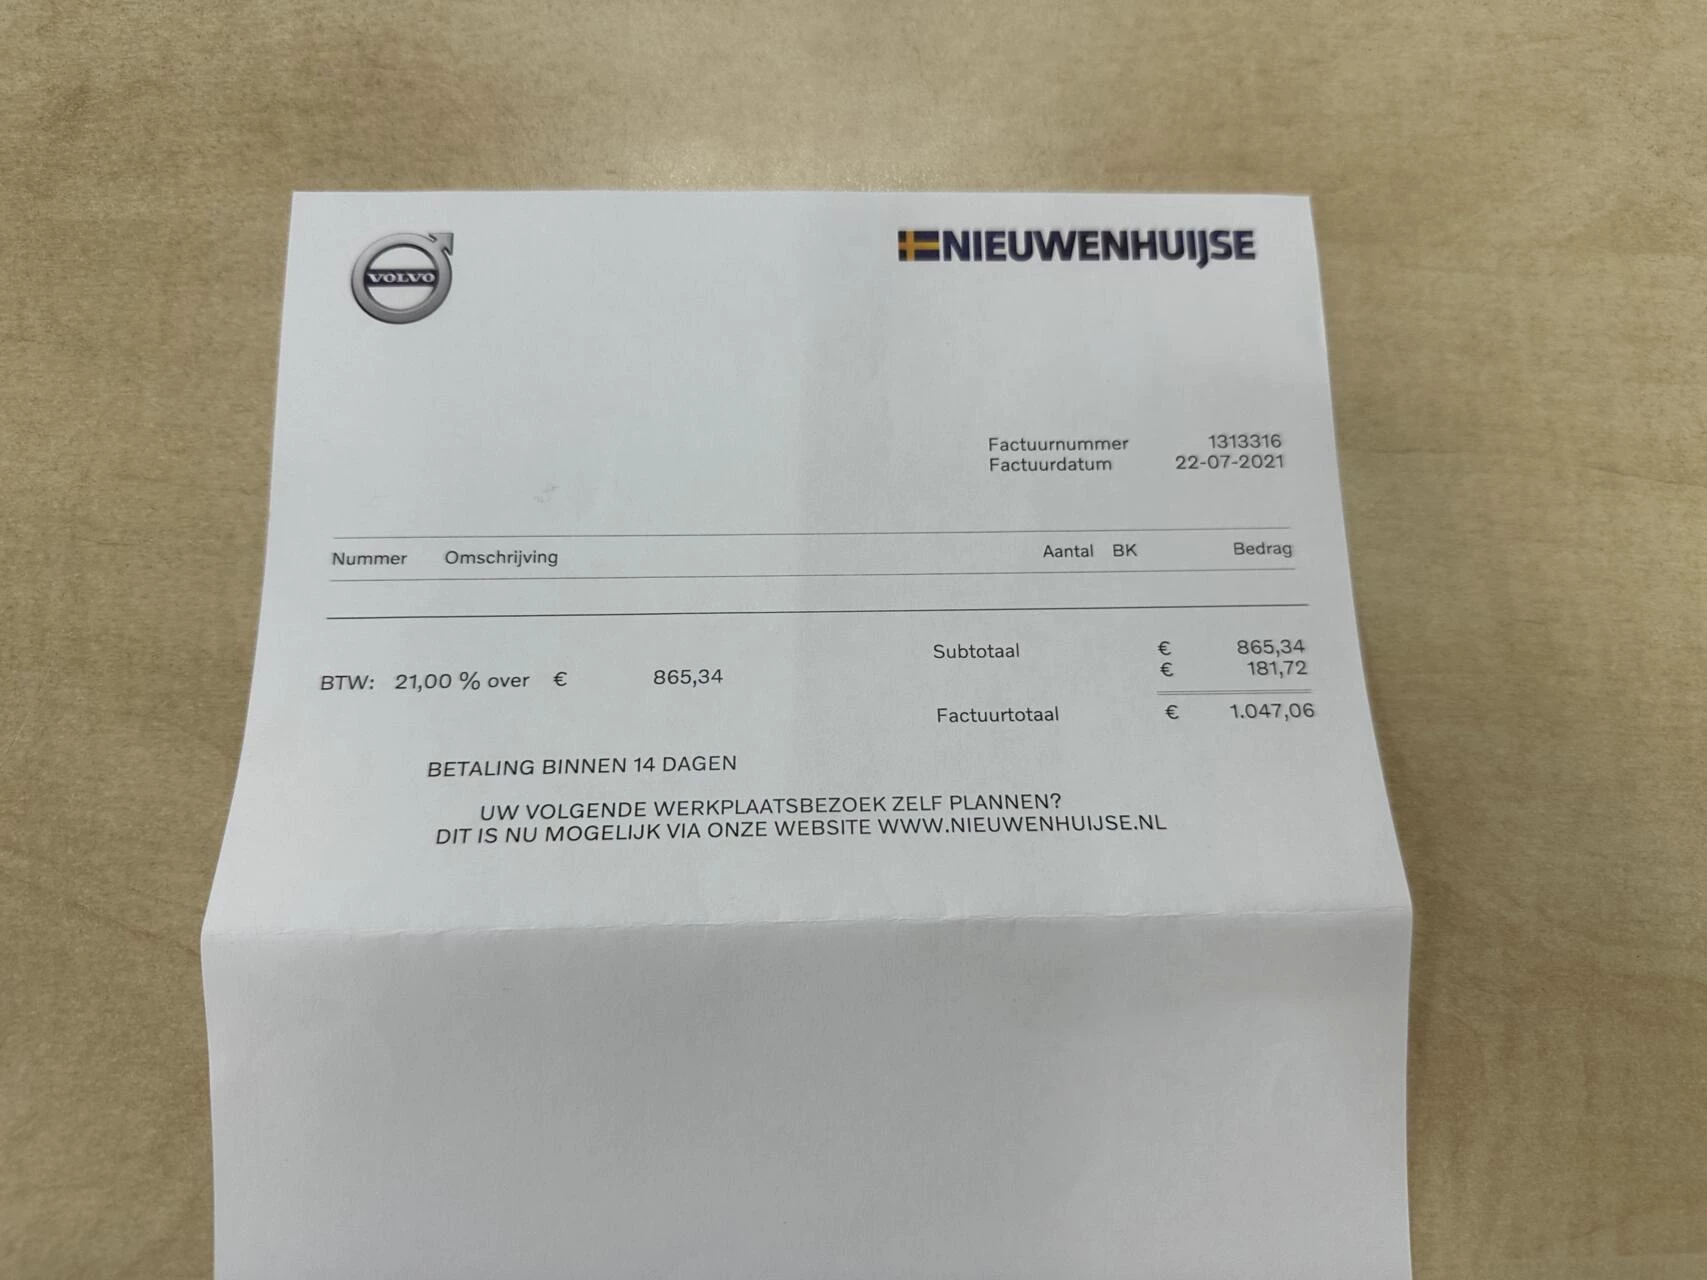 VOLVO
NIEUWENHUIJSE
Factuurnummer 1313316
Factuurdatum 22-07-2021
Nummer Omschrijving Aantal BK Bedrag
Subtotaal € 865,34
BTW: 21,00 % over € 865,34 € 181,72
Factuurtotaal € 1.047,06
BETALING BINNEN 14 DAGEN
UW VOLGENDE WERKPLAATSBEZOEK ZELF PLANNEN?
DIT IS NU MOGELIJK VIA ONZE WEBSITE WWW.NIEUWENHUIJSE.NL